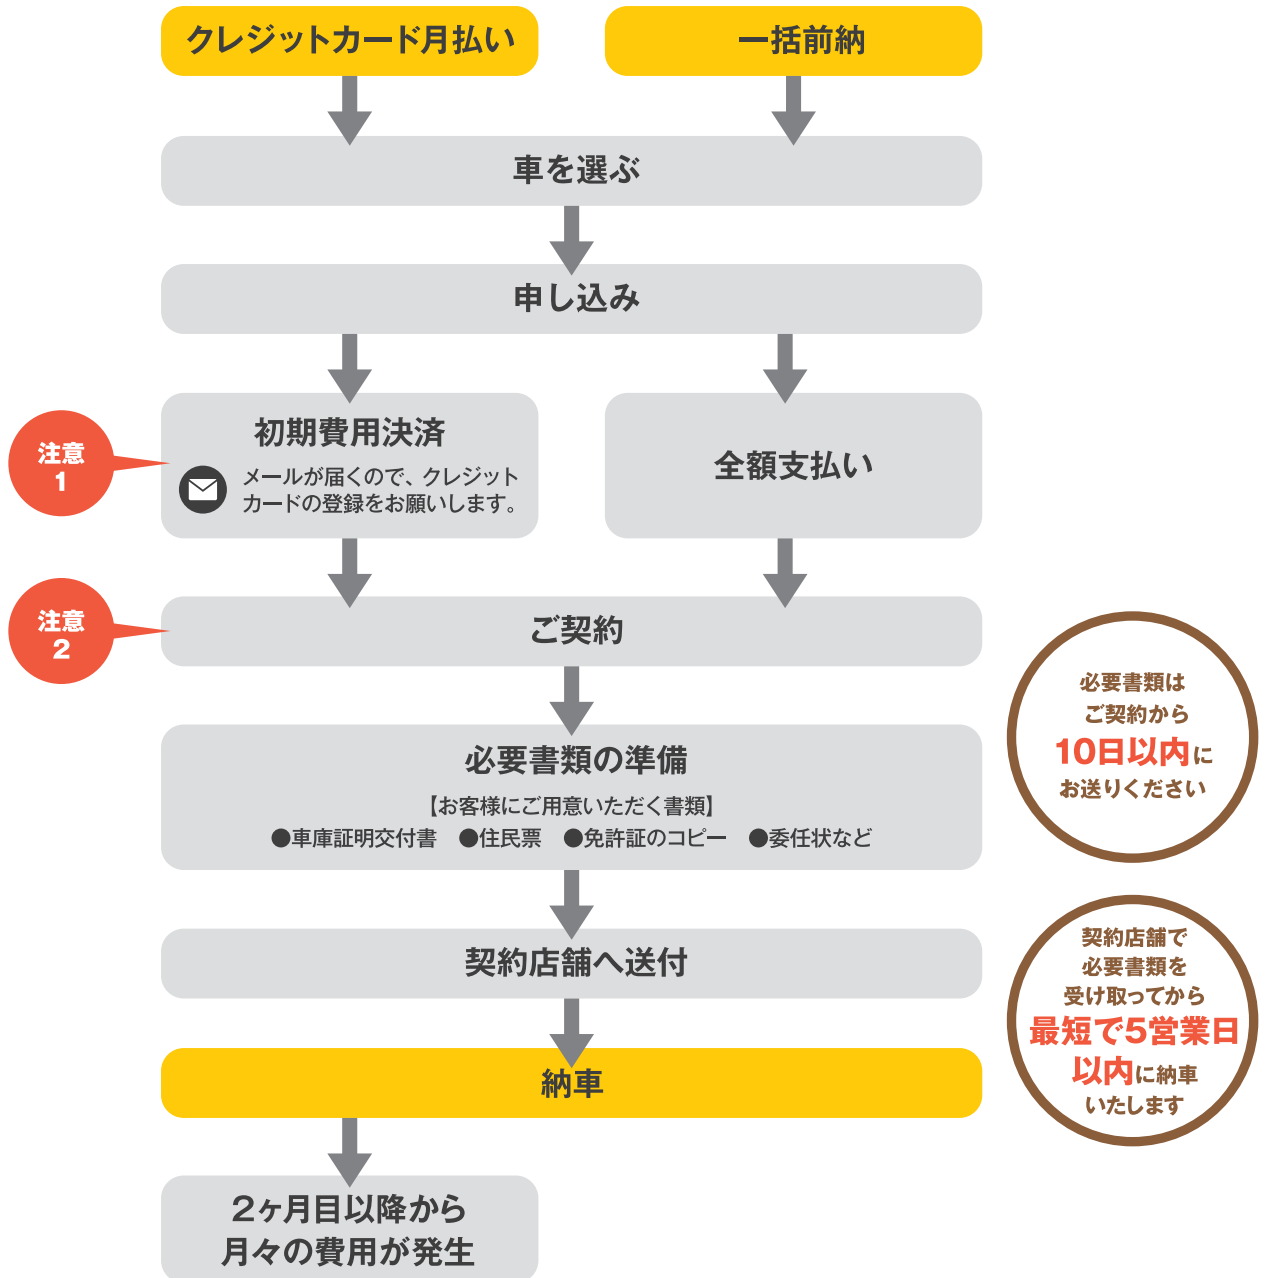 クレジットカード月払い
一括前納
車を選ぶ
申し込み
注意
1
初期費用決済
メールが届くので、クレジット
カードの登録をお願いします。
全額支払い
注意
2
ご契約
必要書類の準備
【お客様にご用意いただく書類】
●車庫証明交付書 ●住民票 ●免許証のコピー ●委任状など
必要書類は
ご契約から
10日以内に
お送りください
契約店舗へ送付
契約店舗で
必要書類を
受け取ってから
最短で5営業日
以内に納車
いたします
納車
2ヶ月目以降から
月々の費用が発生